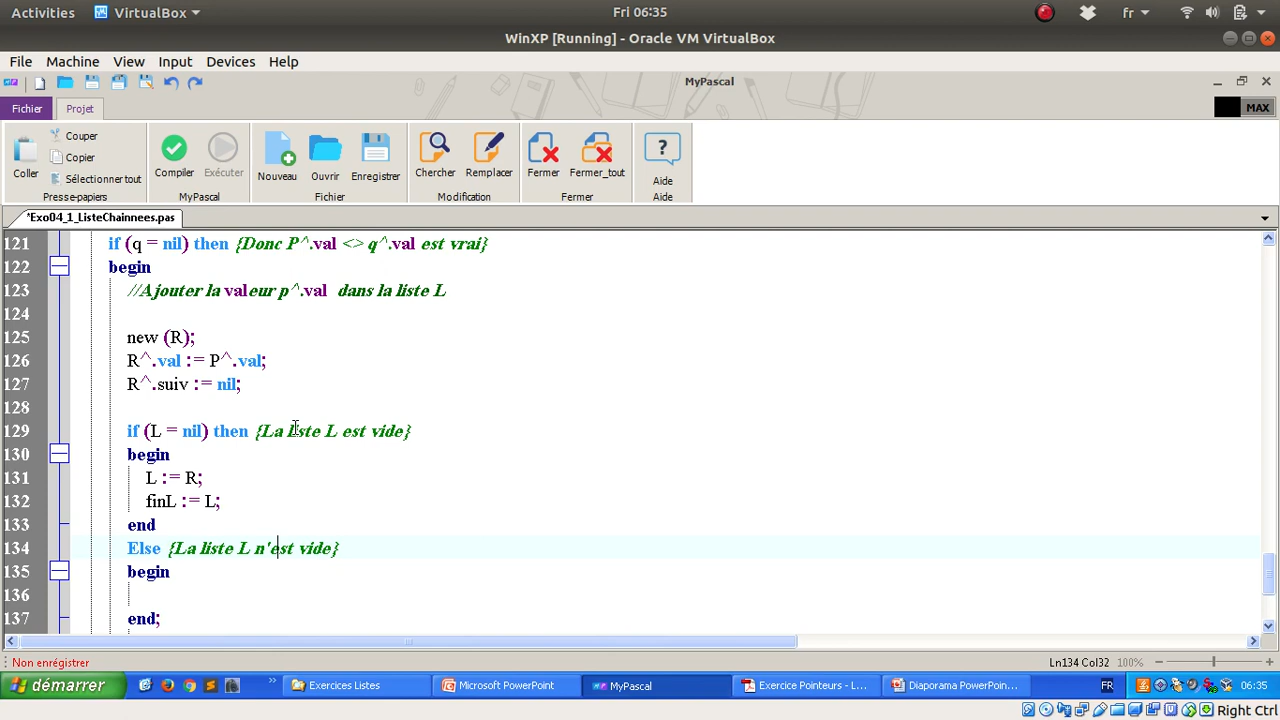 Activities VirtualBox Fri 06:35 fr
WinXP [Running] - Oracle VM VirtualBox
File Machine View Input Devices Help
MyPascal
Fichier Projet MAX
Coller Couper Copier Sélectionner tout Compiler Exécuter Nouveau Ouvrir Enregistrer Chercher Remplacer Fermer Fermer_tout Aide
Presse-papiers MyPascal Fichier Modification Fermer Aide
*Exo04_1_ListeChainnees.pas
121 if (q = nil) then {Donc P^.val <> q^.val est vrai}
122 begin
123 //Ajouter la valeur p^.val dans la liste L
124
125 new (R);
126 R^.val := P^.val;
127 R^.suiv := nil;
128
129 if (L = nil) then {La liste L est vide}
130 begin
131 L := R;
132 finL := L;
133 end
134 Else {La liste L n'est vide}
135 begin
136
137 end;
Non enrégistrer Ln134 Col32 100%
démarrer Exercices Listes Microsoft PowerPoint MyPascal Exercice Pointeurs - L... Diaporama PowerPoin... FR 06:35
Right Ctrl